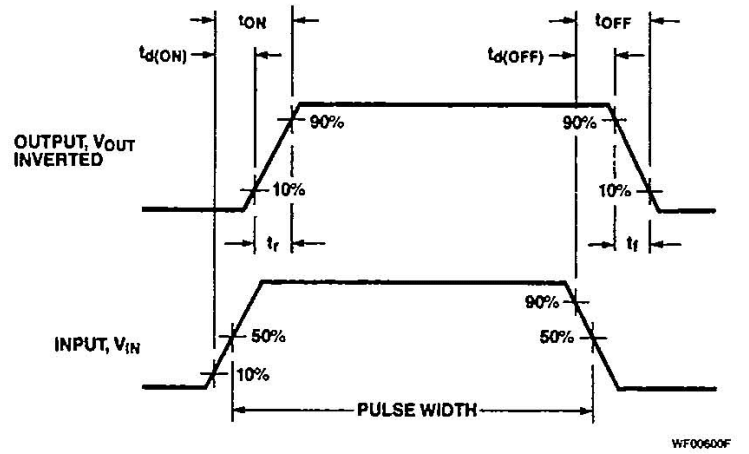 tON
tOFF
td(ON)
td(OFF)
OUTPUT, VOUT
INVERTED
90%
90%
10%
10%
tr
tf
90%
INPUT, VIN
50%
50%
10%
PULSE WIDTH
WF00600F